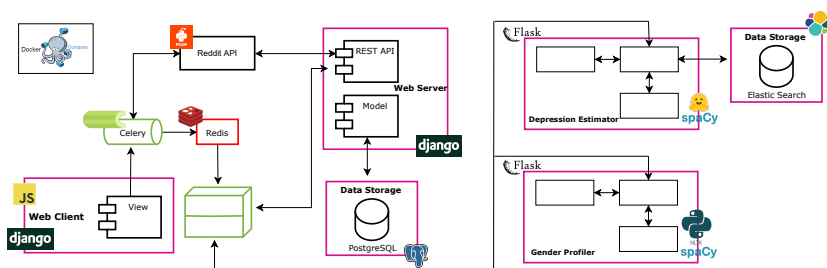 Docker
Compose
PRAW
Reddit API
REST API
Web Server
Model
django
Celery
Redis
JS
View
Web Client
django
Data Storage
PostgreSQL
Flask
Depression Estimator
spaCy
Data Storage
Elastic Search
Flask
NLTK
Gender Profiler
spaCy